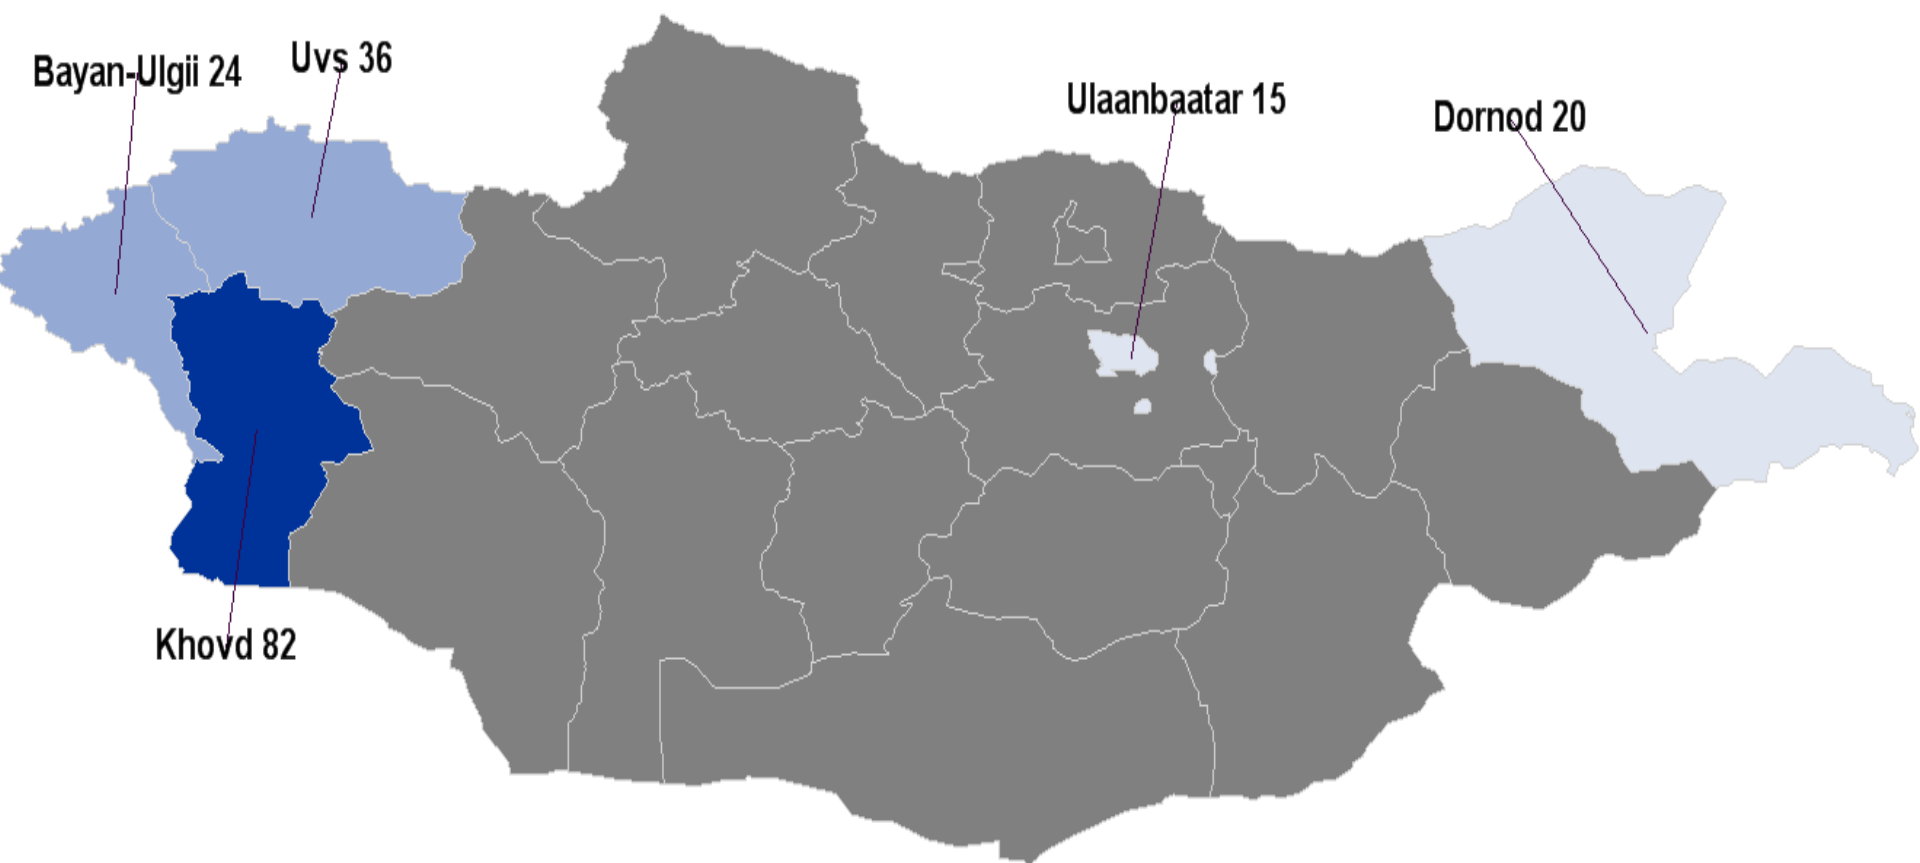 Bayan-Ulgii 24
Uvs 36
Ulaanbaatar 15
Dornod 20
Khovd 82